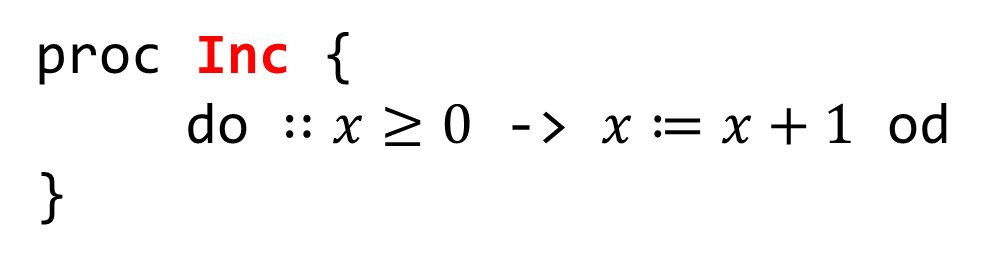 proc Inc {
do :: x ≥ 0 -> x := x + 1 od
}